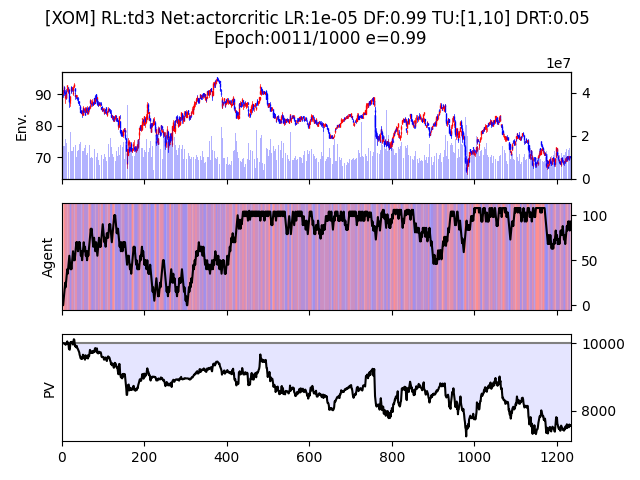 [XOM] RL:td3 Net:actorcritic LR:1e-05 DF:0.99 TU:[1,10] DRT:0.05
Epoch:0011/1000 e=0.99
1e7
Env.
90
80
70
4
2
0
Agent
100
50
0
PV
10000
8000
0 200 400 600 800 1000 1200